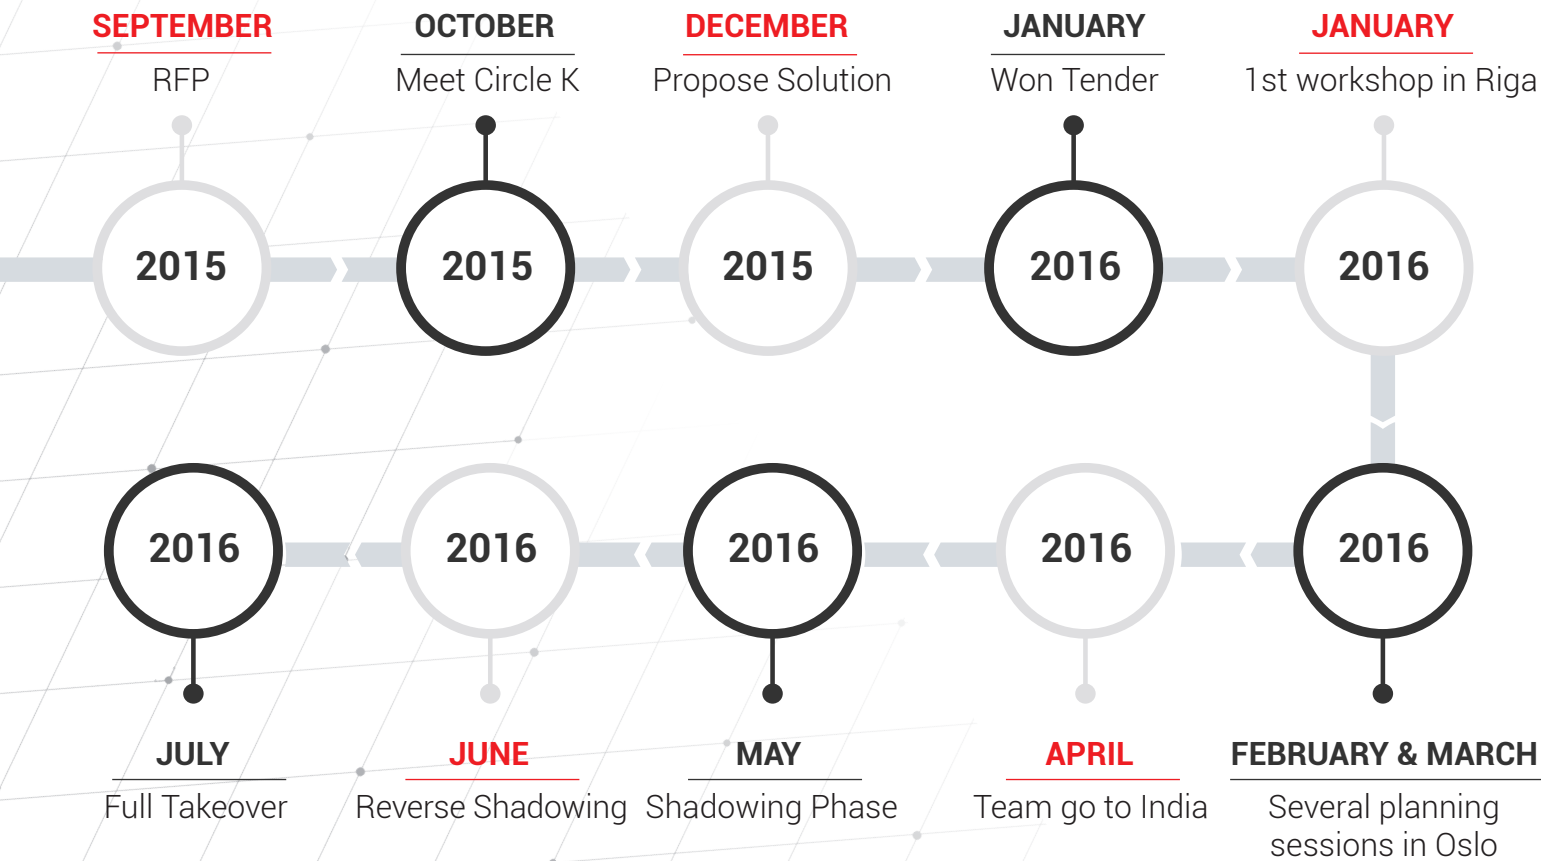 SEPTEMBER
RFP
2015
OCTOBER
Meet Circle K
2015
DECEMBER
Propose Solution
2015
JANUARY
Won Tender
2016
JANUARY
1st workshop in Riga
2016
2016
FEBRUARY & MARCH
Several planning
sessions in Oslo
2016
APRIL
Team go to India
2016
MAY
Shadowing Phase
2016
JUNE
Reverse Shadowing
2016
JULY
Full Takeover